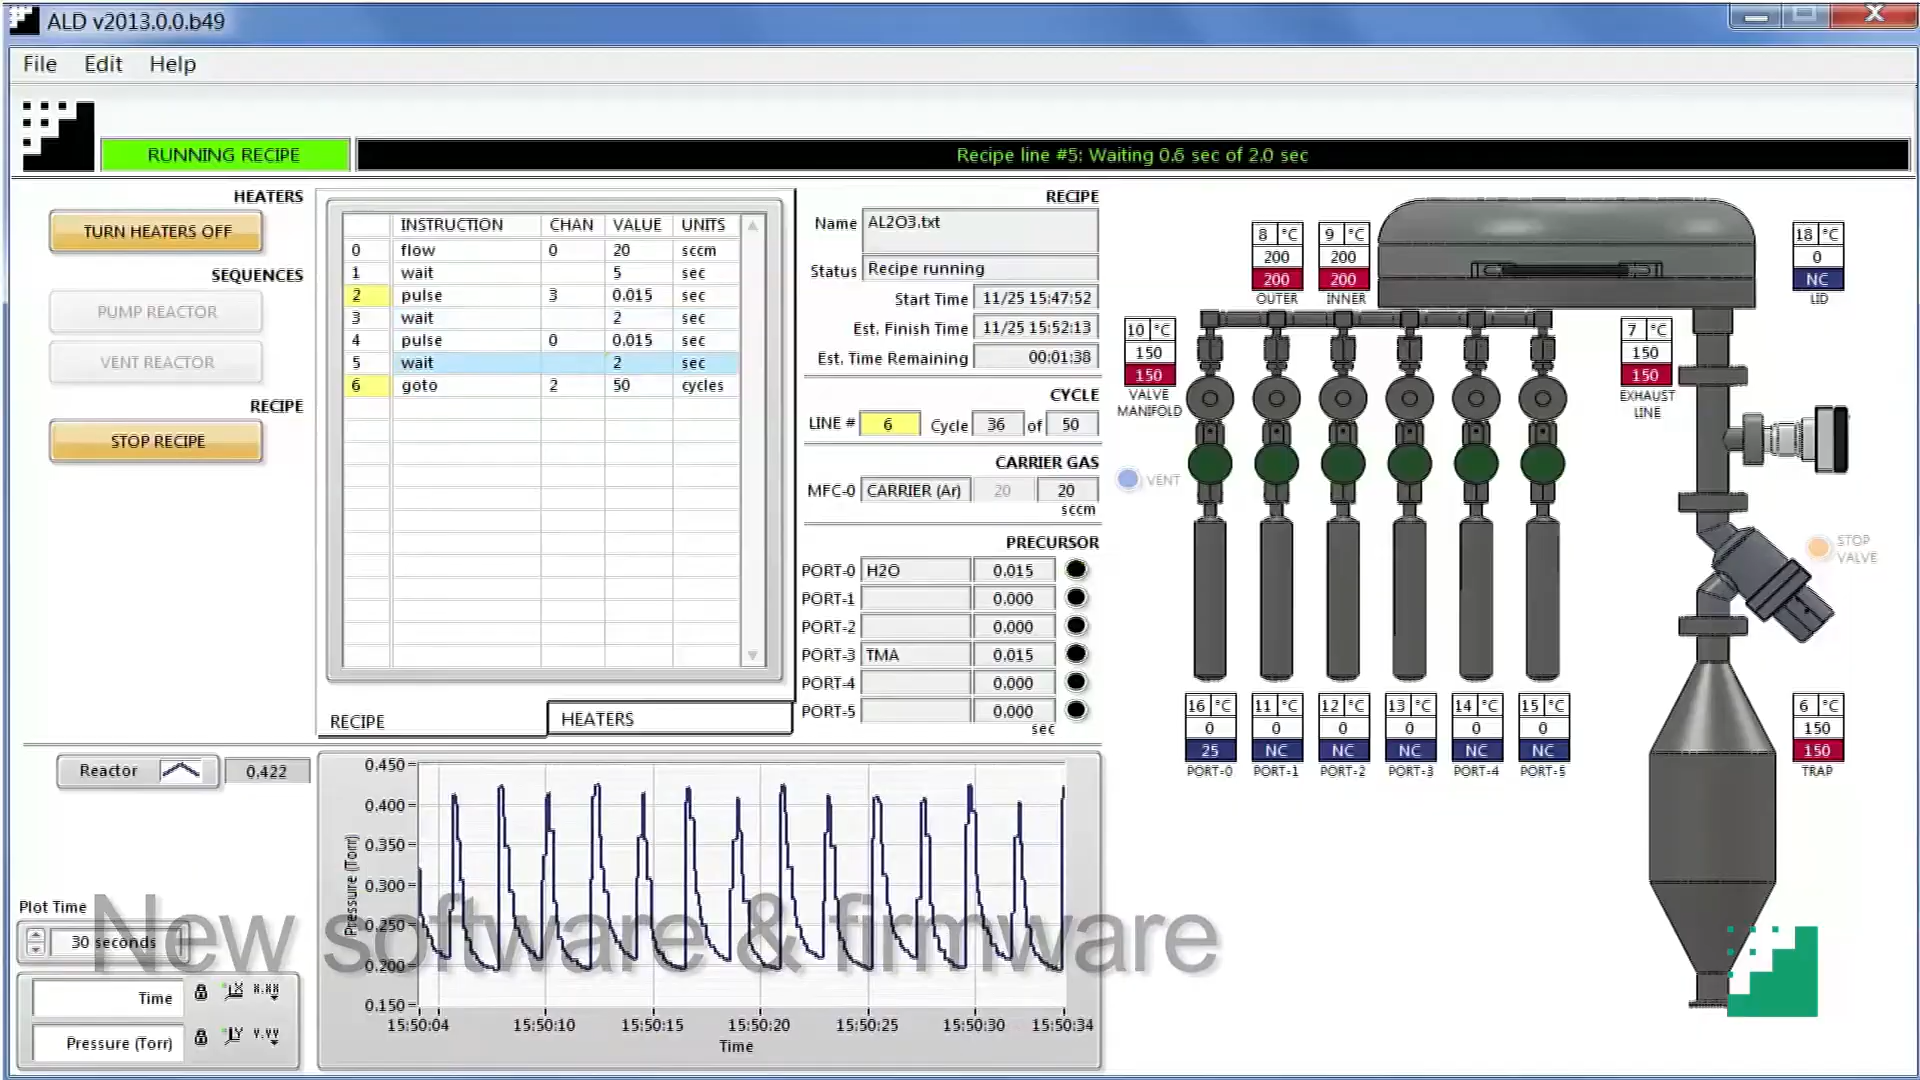 ALD v2013.0.0.b49
File Edit Help
RUNNING RECIPE
Recipe line #5: Waiting 0.6 sec of 2.0 sec
HEATERS
TURN HEATERS OFF
SEQUENCES
PUMP REACTOR
VENT REACTOR
RECIPE
STOP RECIPE
INSTRUCTION CHAN VALUE UNITS
0 flow 0 20 sccm
1 wait 5 sec
2 pulse 3 0.015 sec
3 wait 2 sec
4 pulse 0 0.015 sec
5 wait 2 sec
6 goto 2 50 cycles
RECIPE
HEATERS
RECIPE
Name AL2O3.txt
Status Recipe running
Start Time 11/25 15:47:52
Est. Finish Time 11/25 15:52:13
Est. Time Remaining 00:01:38
CYCLE
LINE # 6 Cycle 36 of 50
CARRIER GAS
MFC-0 CARRIER (Ar) 20 20
sccm
PRECURSOR
PORT-0 H2O 0.015
PORT-1 0.000
PORT-2 0.000
PORT-3 TMA 0.015
PORT-4 0.000
PORT-5 0.000
sec
8 °C
200
200
OUTER
9 °C
200
200
INNER
18 °C
0
NC
LID
10 °C
150
150
VALVE
MANIFOLD
7 °C
150
150
EXHAUST
LINE
VENT
STOP
VALVE
16 °C
0
25
PORT-0
11 °C
0
NC
PORT-1
12 °C
0
NC
PORT-2
13 °C
0
NC
PORT-3
14 °C
0
NC
PORT-4
15 °C
0
NC
PORT-5
6 °C
150
150
TRAP
Reactor 0.422
Plot Time
30 seconds
Time
Pressure (Torr)
Pressure (Torr)
0.450
0.400
0.350
0.300
0.250
0.200
0.150
15:50:04 15:50:10 15:50:15 15:50:20 15:50:25 15:50:30 15:50:34
Time
New software & firmware